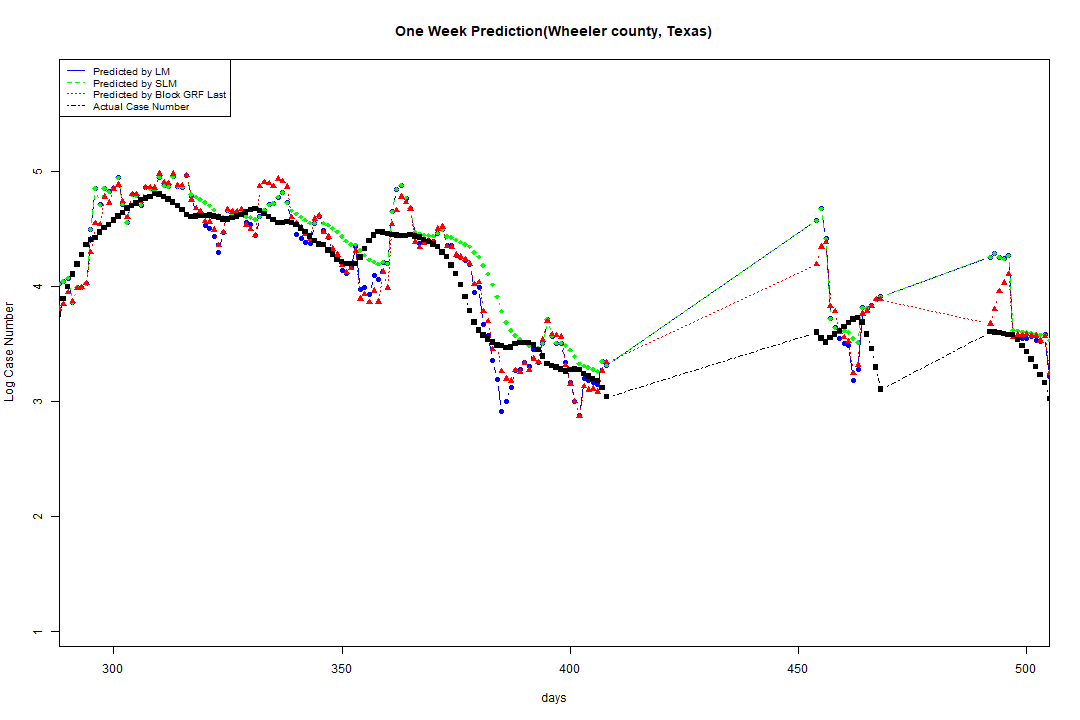 One Week Prediction(Wheeler county, Texas)
Predicted by LM
Predicted by SLM
Predicted by Block GRF Last
Actual Case Number
5
4
3
2
1
Log Case Number
300 350 400 450 500
days